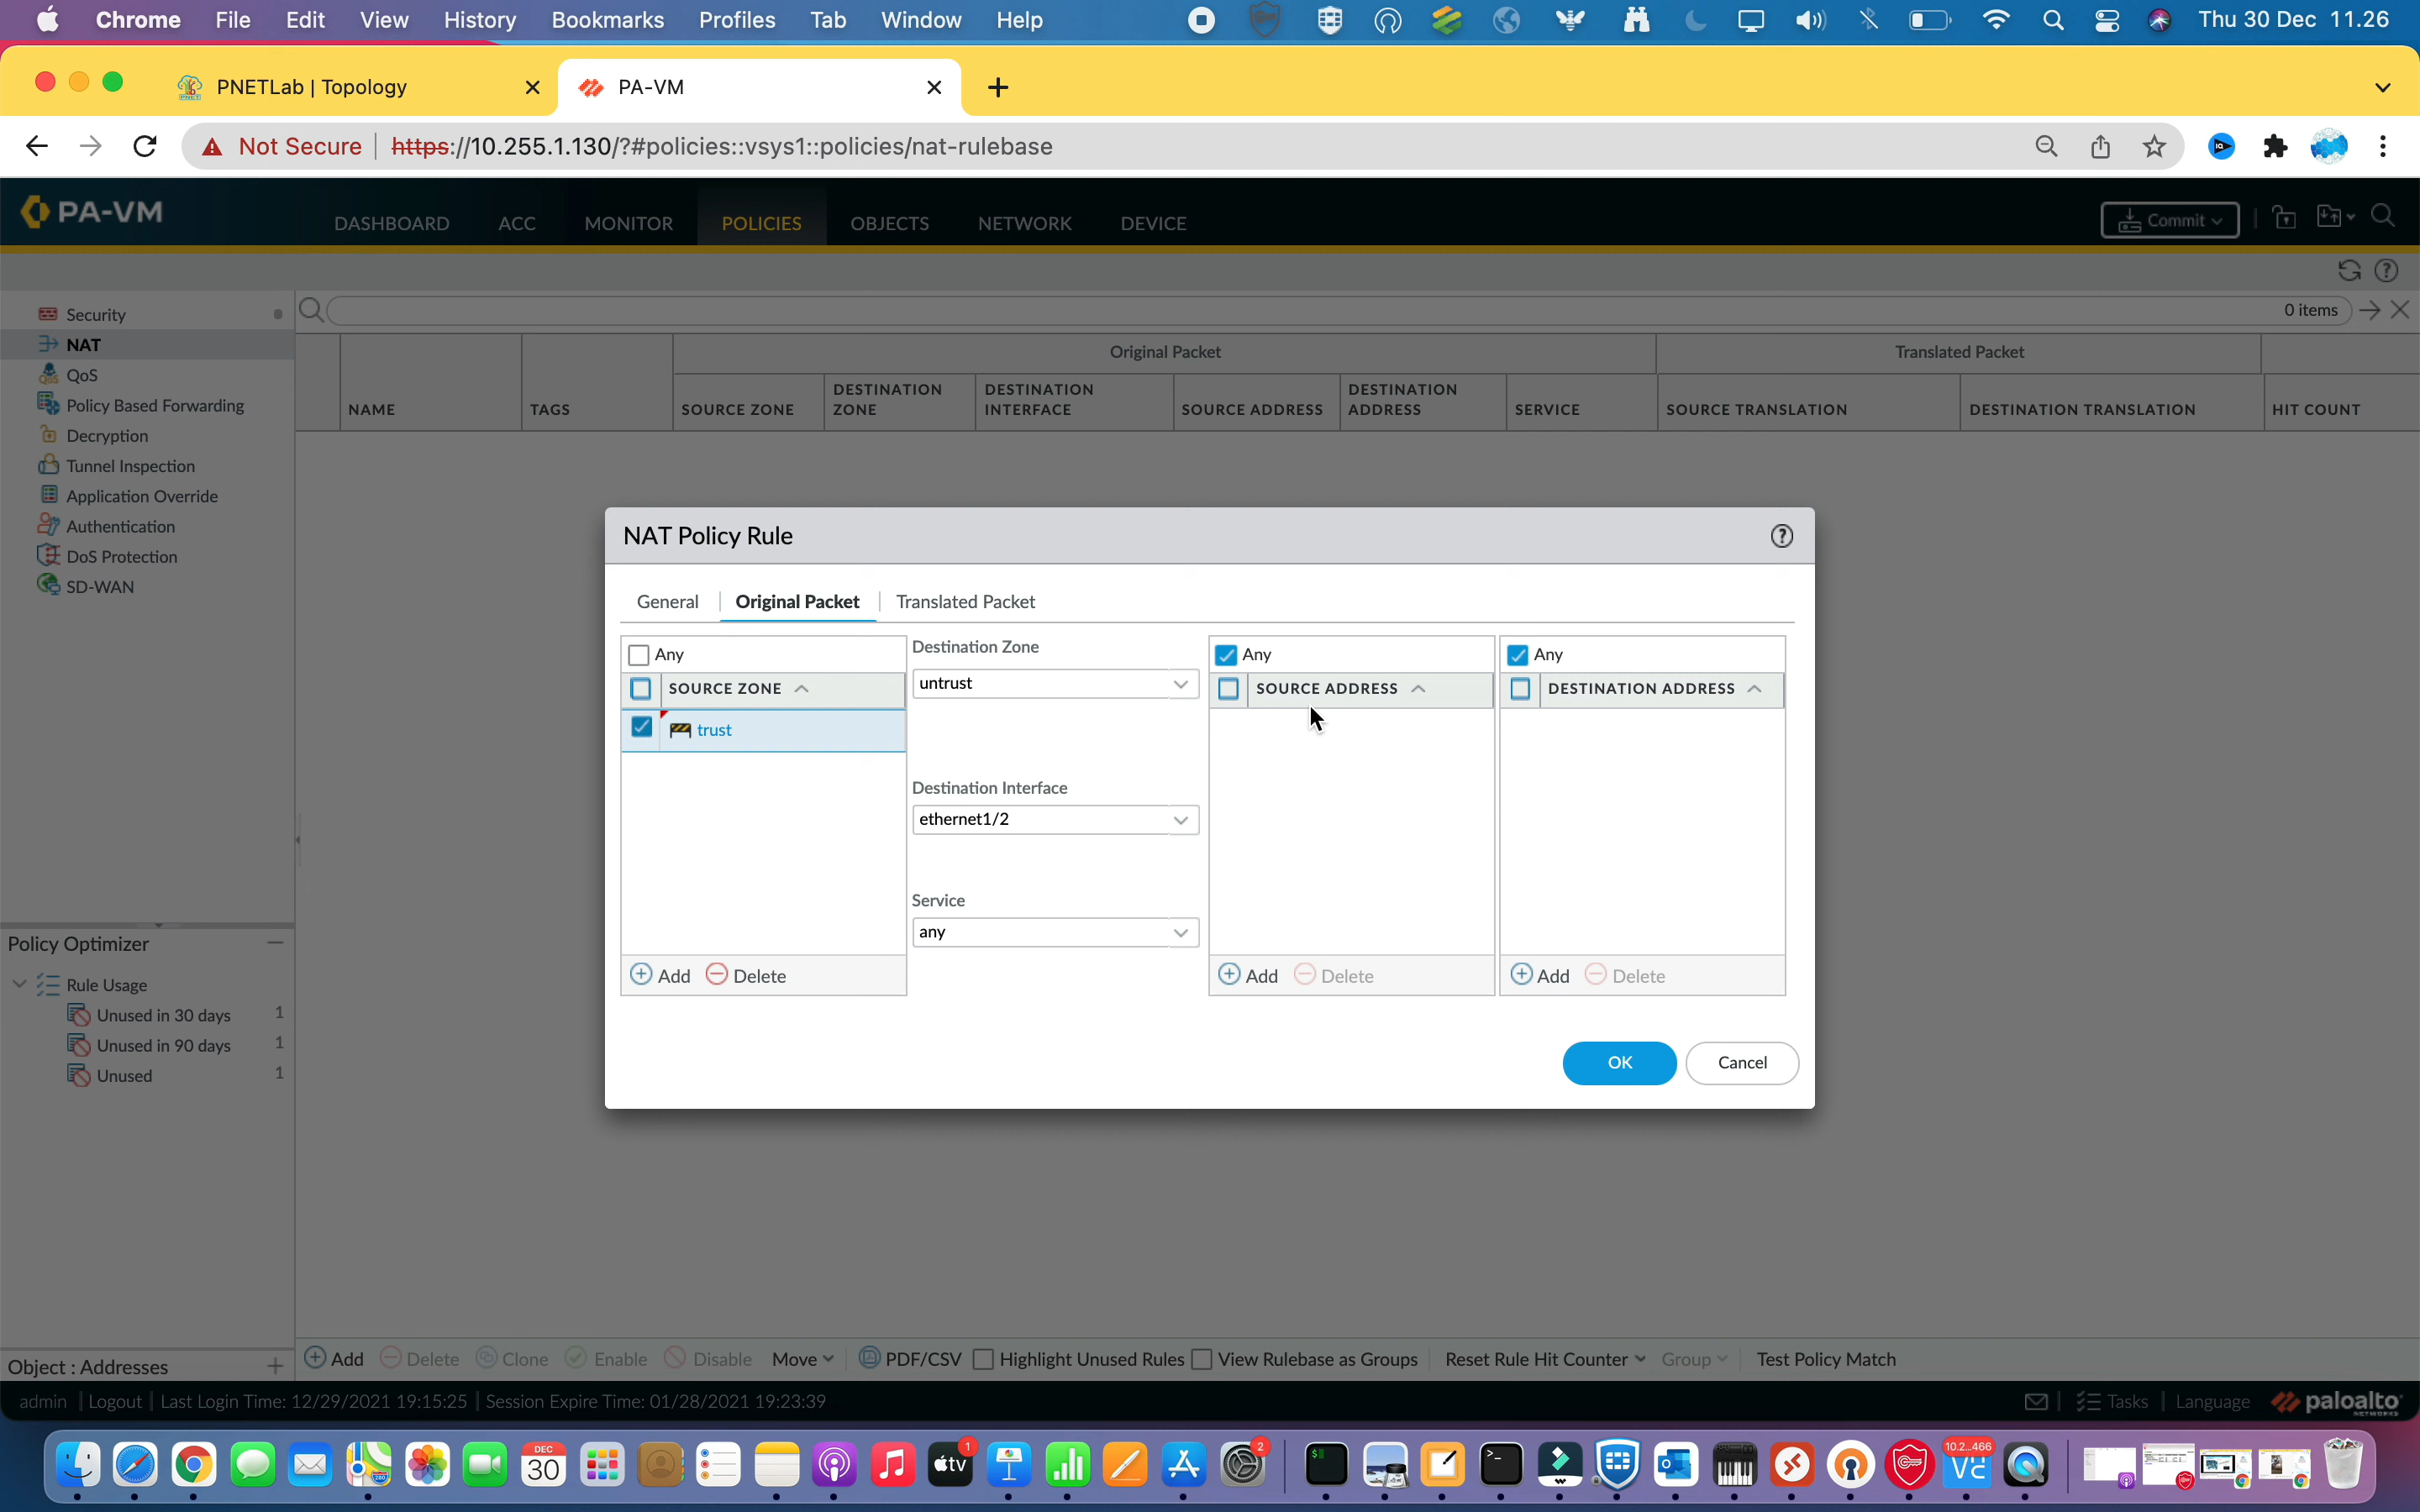 Chrome File Edit View History Bookmarks Profiles Tab Window Help Thu 30 Dec 11.26
PNETLab | Topology
PA-VM
Not Secure https://10.255.1.130/?#policies::vsys1::policies/nat-rulebase
PA-VM
DASHBOARD ACC MONITOR POLICIES OBJECTS NETWORK DEVICE
Commit
Security
NAT
QoS
Policy Based Forwarding
Decryption
Tunnel Inspection
Application Override
Authentication
DoS Protection
SD-WAN
0 items
Original Packet
Translated Packet
NAME
TAGS
SOURCE ZONE
DESTINATION ZONE
DESTINATION INTERFACE
SOURCE ADDRESS
DESTINATION ADDRESS
SERVICE
SOURCE TRANSLATION
DESTINATION TRANSLATION
HIT COUNT
NAT Policy Rule
General
Original Packet
Translated Packet
Any
SOURCE ZONE
trust
Add Delete
Destination Zone
untrust
Destination Interface
ethernet1/2
Service
any
Any
SOURCE ADDRESS
Add Delete
Any
DESTINATION ADDRESS
Add Delete
OK
Cancel
Policy Optimizer
Rule Usage
Unused in 30 days 1
Unused in 90 days 1
Unused 1
Object : Addresses
Add Delete Clone Enable Disable Move PDF/CSV Highlight Unused Rules View Rulebase as Groups Reset Rule Hit Counter Group Test Policy Match
admin | Logout | Last Login Time: 12/29/2021 19:15:25 | Session Expire Time: 01/28/2021 19:23:39
Tasks | Language
paloalto
NETWORKS
DEC
30
tv
1
2
10.2...466